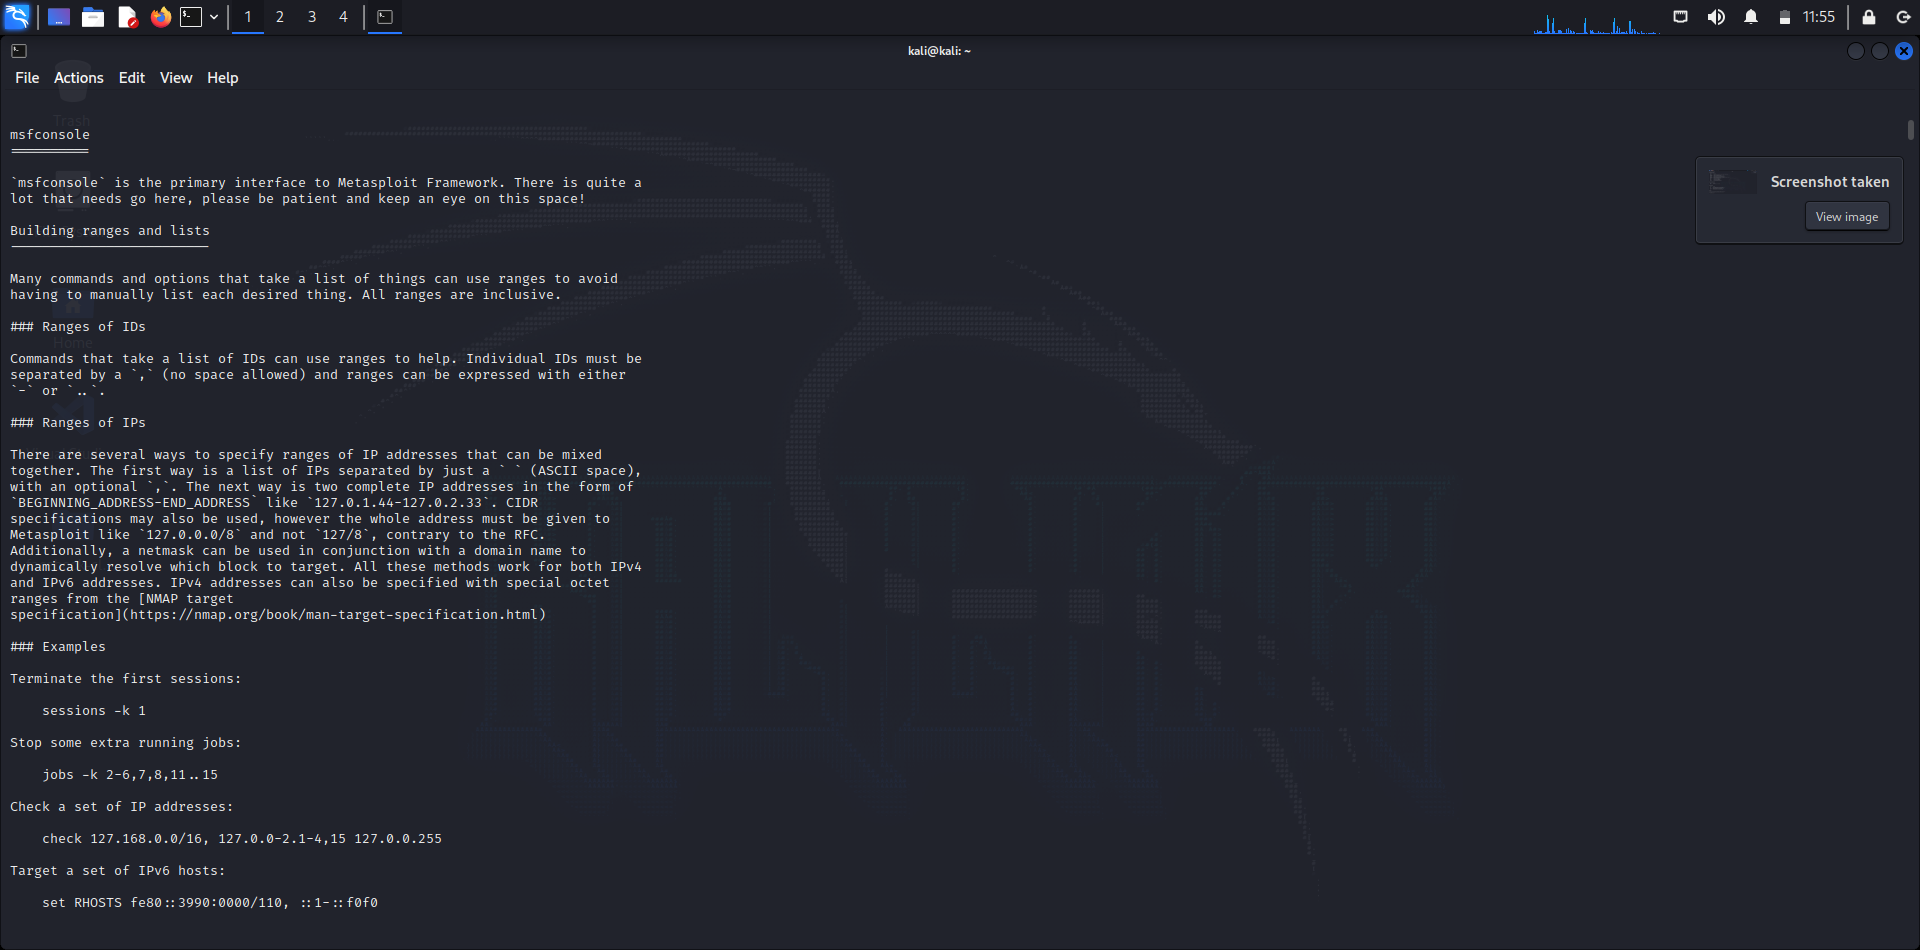 1 2 3 4 11:55
kali@kali: ~
File Actions Edit View Help
Trash
msfconsole
==========
`msfconsole` is the primary interface to Metasploit Framework. There is quite a
lot that needs go here, please be patient and keep an eye on this space!
Screenshot taken
View image
Building ranges and lists
-------------------------
Many commands and options that take a list of things can use ranges to avoid
having to manually list each desired thing. All ranges are inclusive.
### Ranges of IDs
Home
Commands that take a list of IDs can use ranges to help. Individual IDs must be
separated by a `,` (no space allowed) and ranges can be expressed with either
`-` or `..`.
### Ranges of IPs
There are several ways to specify ranges of IP addresses that can be mixed
together. The first way is a list of IPs separated by just a ` ` (ASCII space),
with an optional `,`. The next way is two complete IP addresses in the form of
`BEGINNING_ADDRESS-END_ADDRESS` like `127.0.1.44-127.0.2.33`. CIDR
specifications may also be used, however the whole address must be given to
Metasploit like `127.0.0.0/8` and not `127/8`, contrary to the RFC.
Additionally, a netmask can be used in conjunction with a domain name to
dynamically resolve which block to target. All these methods work for both IPv4
and IPv6 addresses. IPv4 addresses can also be specified with special octet
ranges from the [NMAP target
specification](https://nmap.org/book/man-target-specification.html)
### Examples
Terminate the first sessions:
sessions -k 1
Stop some extra running jobs:
jobs -k 2-6,7,8,11..15
Check a set of IP addresses:
check 127.168.0.0/16, 127.0.0-2.1-4,15 127.0.0.255
Target a set of IPv6 hosts:
set RHOSTS fe80::3990:0000/110, ::1-::f0f0